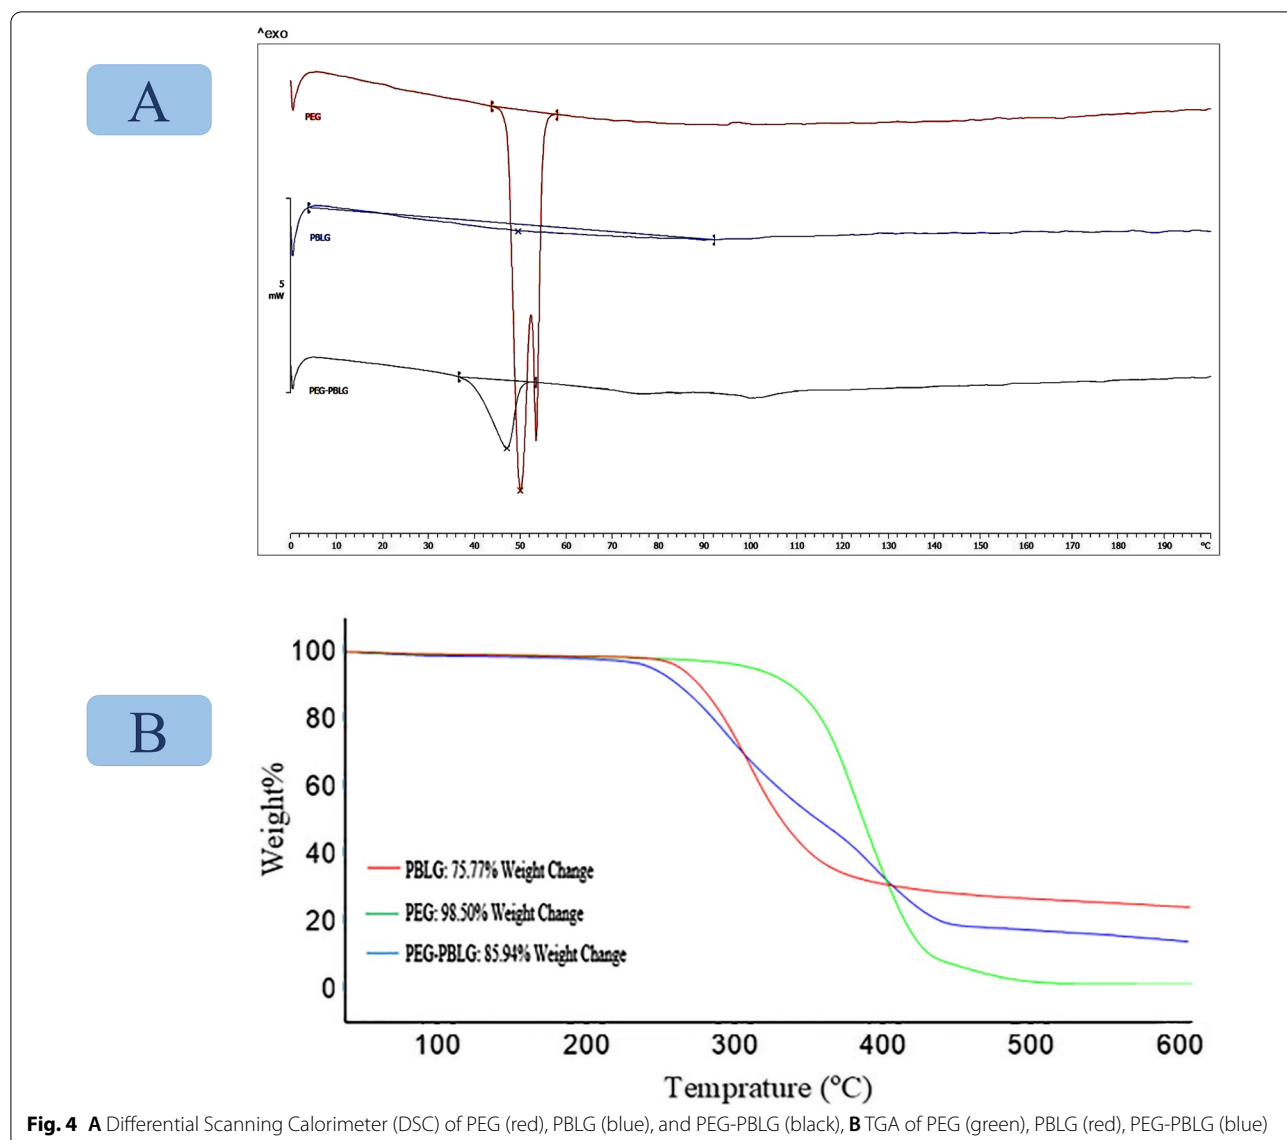 ^exo
A
PEG
PBLG
5
mW
PEG-PBLG
0 10 20 30 40 50 60 70 80 90 100 110 120 130 140 150 160 170 180 190 °C
B
100
80
60
40
20
0
Weight%
PBLG: 75.77% Weight Change
PEG: 98.50% Weight Change
PEG-PBLG: 85.94% Weight Change
100 200 300 400 500 600
Temprature (°C)
Fig. 4 A Differential Scanning Calorimeter (DSC) of PEG (red), PBLG (blue), and PEG-PBLG (black), B TGA of PEG (green), PBLG (red), PEG-PBLG (blue)